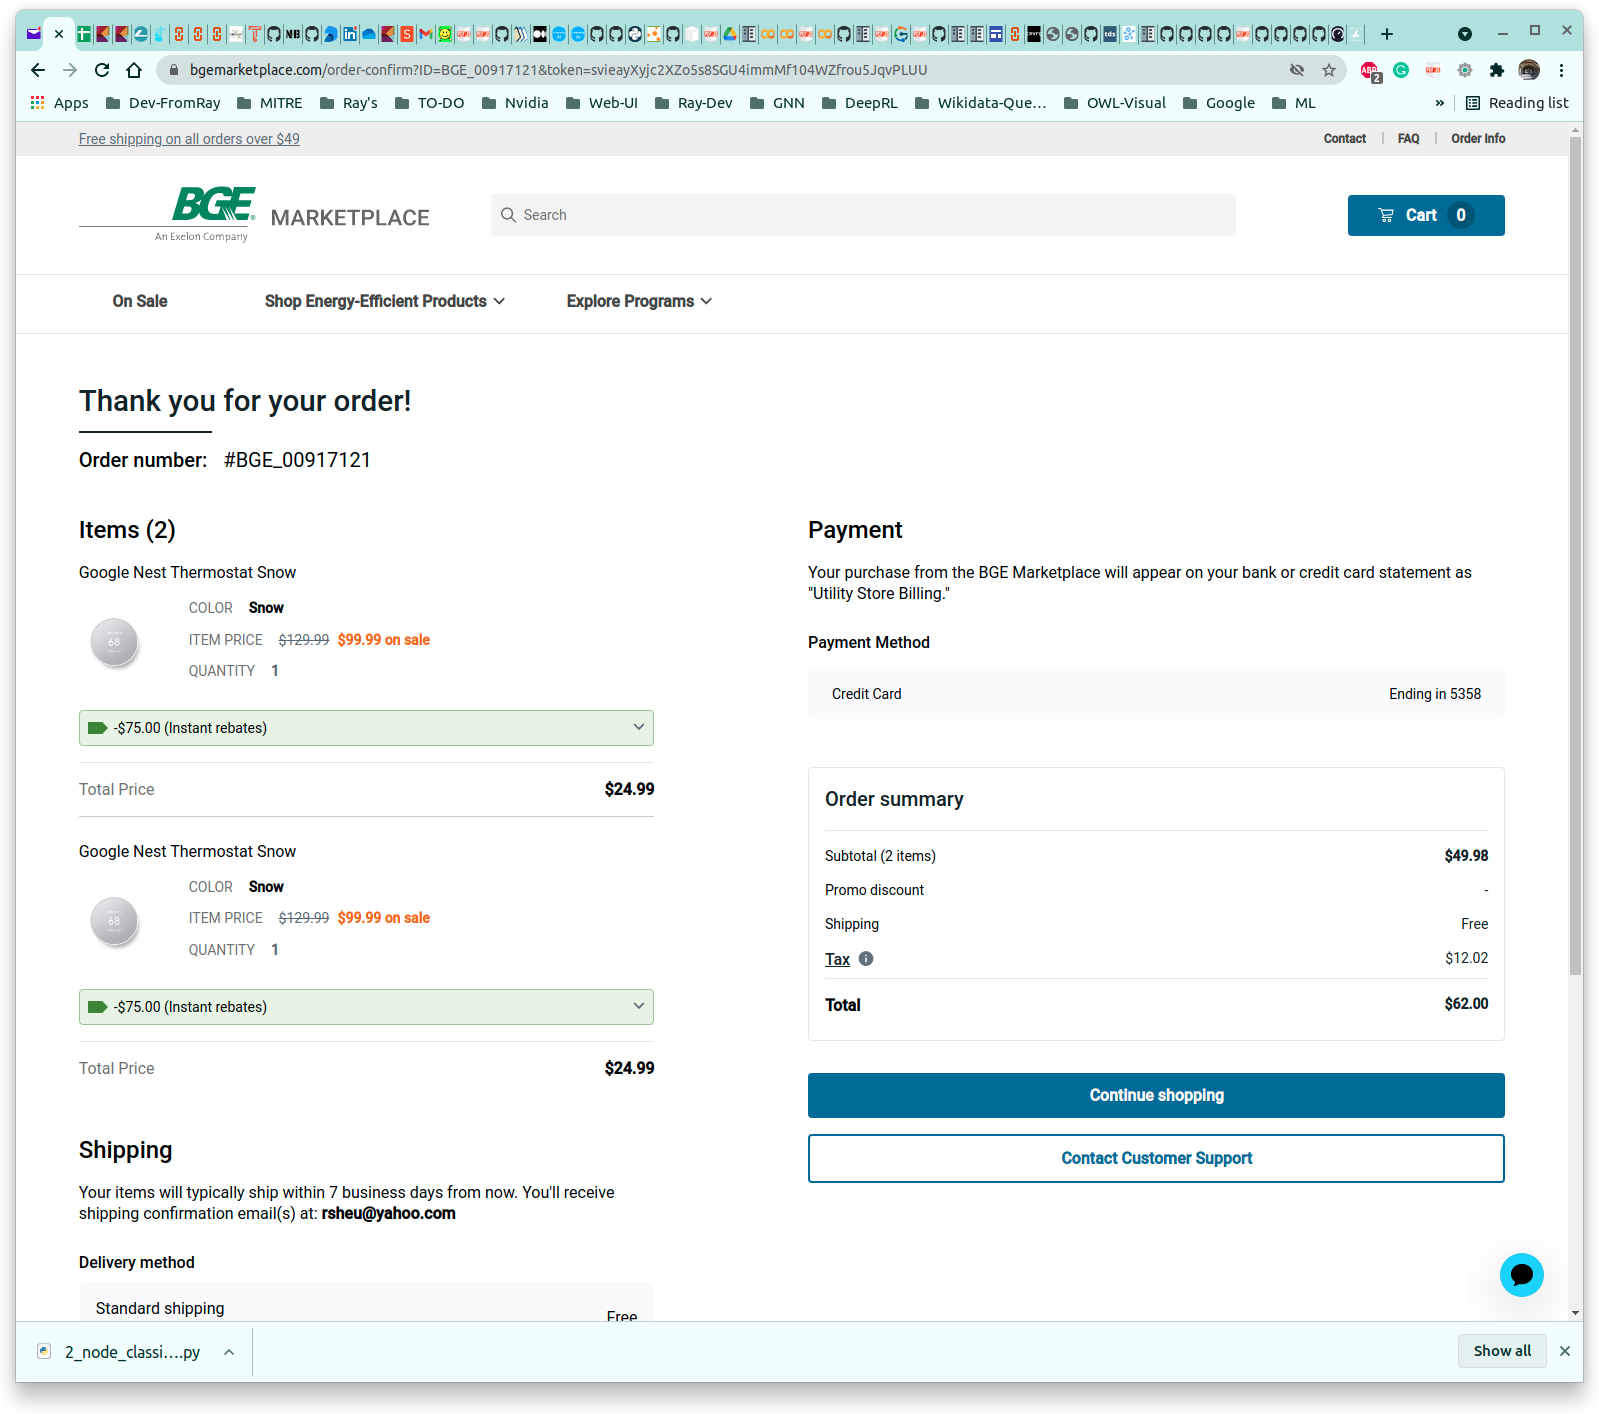 bgemarketplace.com/order-confirm?ID=BGE_00917121&token=svieayXyjc2XZo5s8SGU4immMf104WZfrou5JqvPLUU
Apps Dev-FromRay MITRE Ray's TO-DO Nvidia Web-UI Ray-Dev GNN DeepRL Wikidata-Que... OWL-Visual Google ML » Reading list
Free shipping on all orders over $49
Contact | FAQ | Order Info
BGE® MARKETPLACE
An Exelon Company
Search
Cart 0
On Sale Shop Energy-Efficient Products Explore Programs
Thank you for your order!
Order number: #BGE_00917121
Items (2)
Google Nest Thermostat Snow
COLOR Snow
68
ITEM PRICE $129.99 $99.99 on sale
QUANTITY 1
-$75.00 (Instant rebates)
Total Price $24.99
Google Nest Thermostat Snow
COLOR Snow
68
ITEM PRICE $129.99 $99.99 on sale
QUANTITY 1
-$75.00 (Instant rebates)
Total Price $24.99
Shipping
Your items will typically ship within 7 business days from now. You'll receive
shipping confirmation email(s) at: rsheu@yahoo.com
Delivery method
Standard shipping
Free
Payment
Your purchase from the BGE Marketplace will appear on your bank or credit card statement as
"Utility Store Billing."
Payment Method
Credit Card Ending in 5358
Order summary
Subtotal (2 items) $49.98
Promo discount -
Shipping Free
Tax $12.02
Total $62.00
Continue shopping
Contact Customer Support
2_node_classi....py
Show all